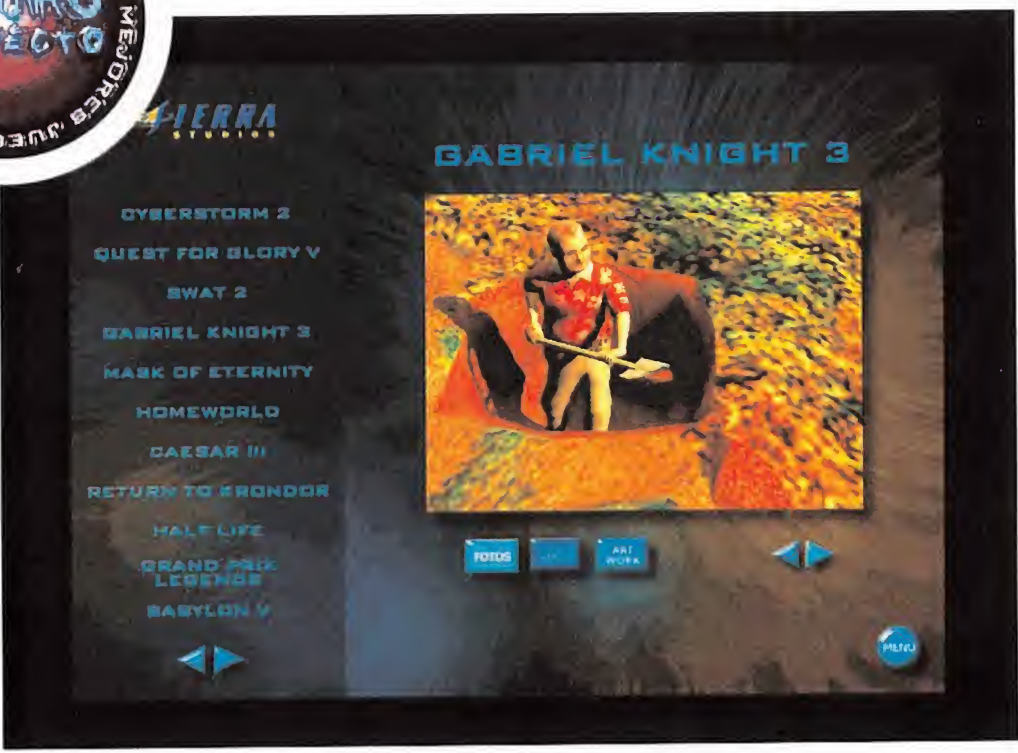 MEJORES
SIERRA
STUDIOS
GABRIEL KNIGHT 3
CYBERSTORM 2
QUEST FOR GLORY V
SWAT 2
GABRIEL KNIGHT 3
MASK OF ETERNITY
HOMEWORLD
CAESAR III
RETURN TO KRONDOR
HALF LIFE
GRAND PRIX
LEGENDS
BABYLON V
FOTOS
ART
WORK
MENU